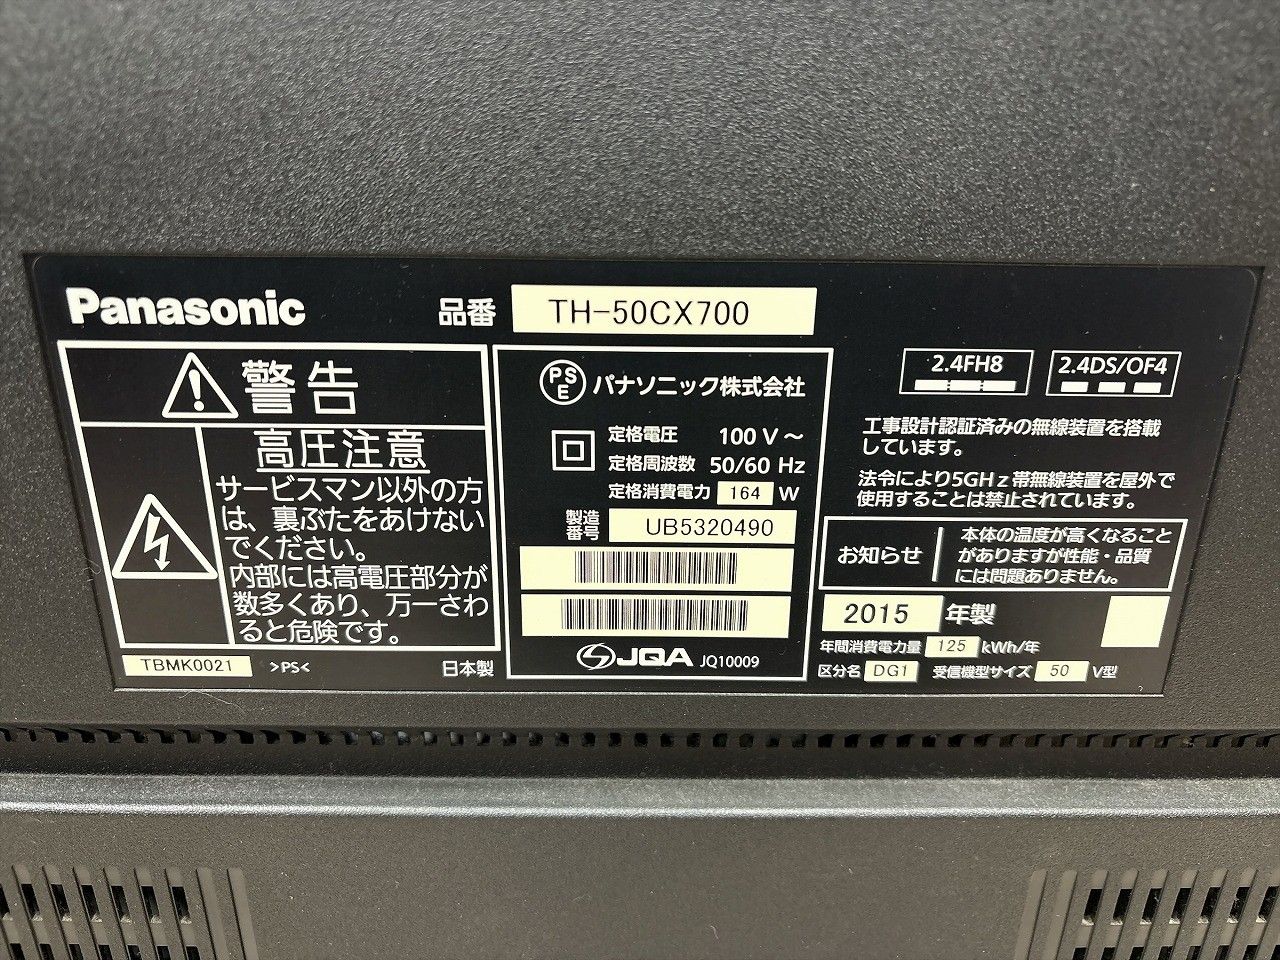 Panasonic
品番 TH-50CX700
警告
高圧注意
サービスマン以外の方
は、裏ぶたをあけない
でください。
内部には高電圧部分が
数多くあり、万一さわ
ると危険です。
TBMK0021 >PS< 日本製
PSE パナソニック株式会社
定格電圧 100 V～
定格周波数 50/60 Hz
定格消費電力 164 W
製造
番号 UB5320490
JQA JQ10009
2.4FH8 2.4DS/OF4
工事設計認証済みの無線装置を搭載
しています。
法令により5GHz帯無線装置を屋外で
使用することは禁止されています。
お知らせ
本体の温度が高くなること
がありますが性能・品質
には問題ありません。
2015 年製
年間消費電力量 125 kWh/年
区分名 DG1 受信機型サイズ 50 V型